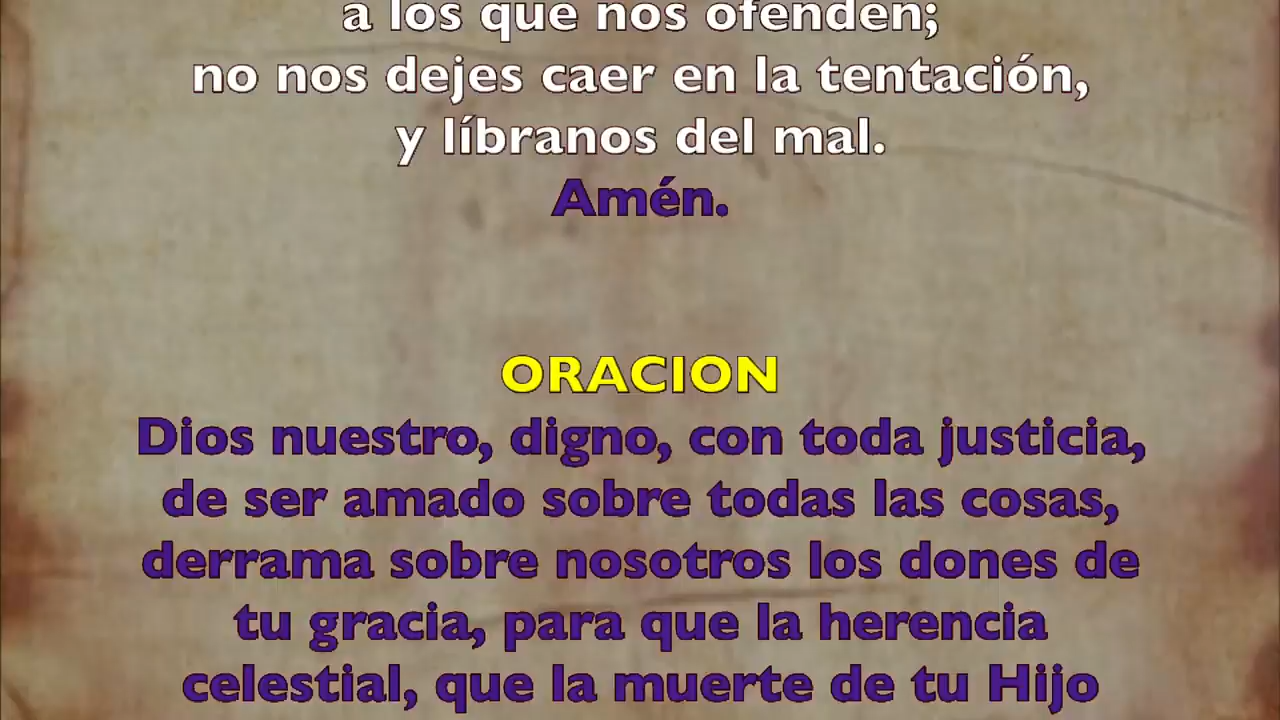 a los que nos ofenden;
no nos dejes caer en la tentación,
y líbranos del mal.
Amén.
ORACION
Dios nuestro, digno, con toda justicia,
de ser amado sobre todas las cosas,
derrama sobre nosotros los dones de
tu gracia, para que la herencia
celestial, que la muerte de tu Hijo